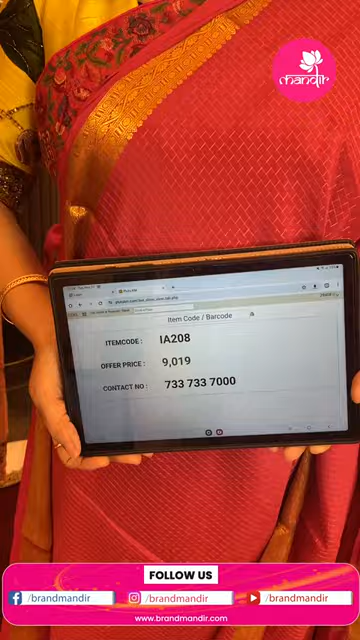 mandir
Item Code / Barcode
ITEMCODE : IA208
OFFER PRICE : 9,019
CONTACT NO : 733 733 7000
FOLLOW US
/brandmandir /brandmandir /brandmandir
www.brandmandir.com